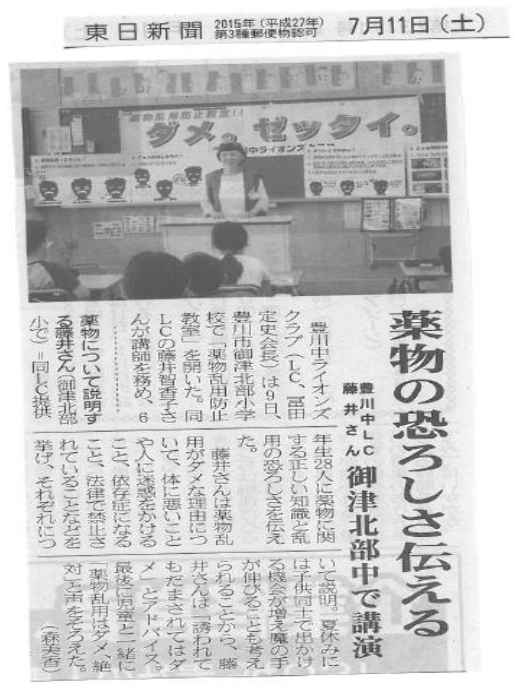 東日新聞 2015年(平成27年) 第3種郵便物認可 7月11日(土)
薬物乱用防止教室!!
ダメ。ゼッタイ。
中ライオンズ
薬物の恐ろしさ伝える
豊川中LC
藤井さん
御津北部中で講演
豊川中ライオンズ
クラブ(LC、冨田
定史会長)は9日、
豊川市御津北部小学
校で「薬物乱用防止
教室」を開いた。同
LCの藤井智香子さ
んが講師を務め、6
薬物について説明す
る藤井さん(御津北部
小で)=同LC提供
年生28人に薬物に関
する正しい知識と乱
用の恐ろしさを伝え
た。
藤井さんは薬物乱
用がダメな理由につ
いて、体に悪いこと
や人に迷惑をかける
こと、依存症になる
こと、法律で禁止さ
れていることなどを
挙げ、それぞれにつ
いて説明。夏休みに
は子供同士で出かけ
る機会が増え魔の手
が伸びることも考え
られることから、藤
井さんは「誘われて
もだまされてはダ
メ」とアドバイス。
最後に児童と一緒に
「薬物乱用はダメ、絶
対」と声をそろえた。
(森美香)